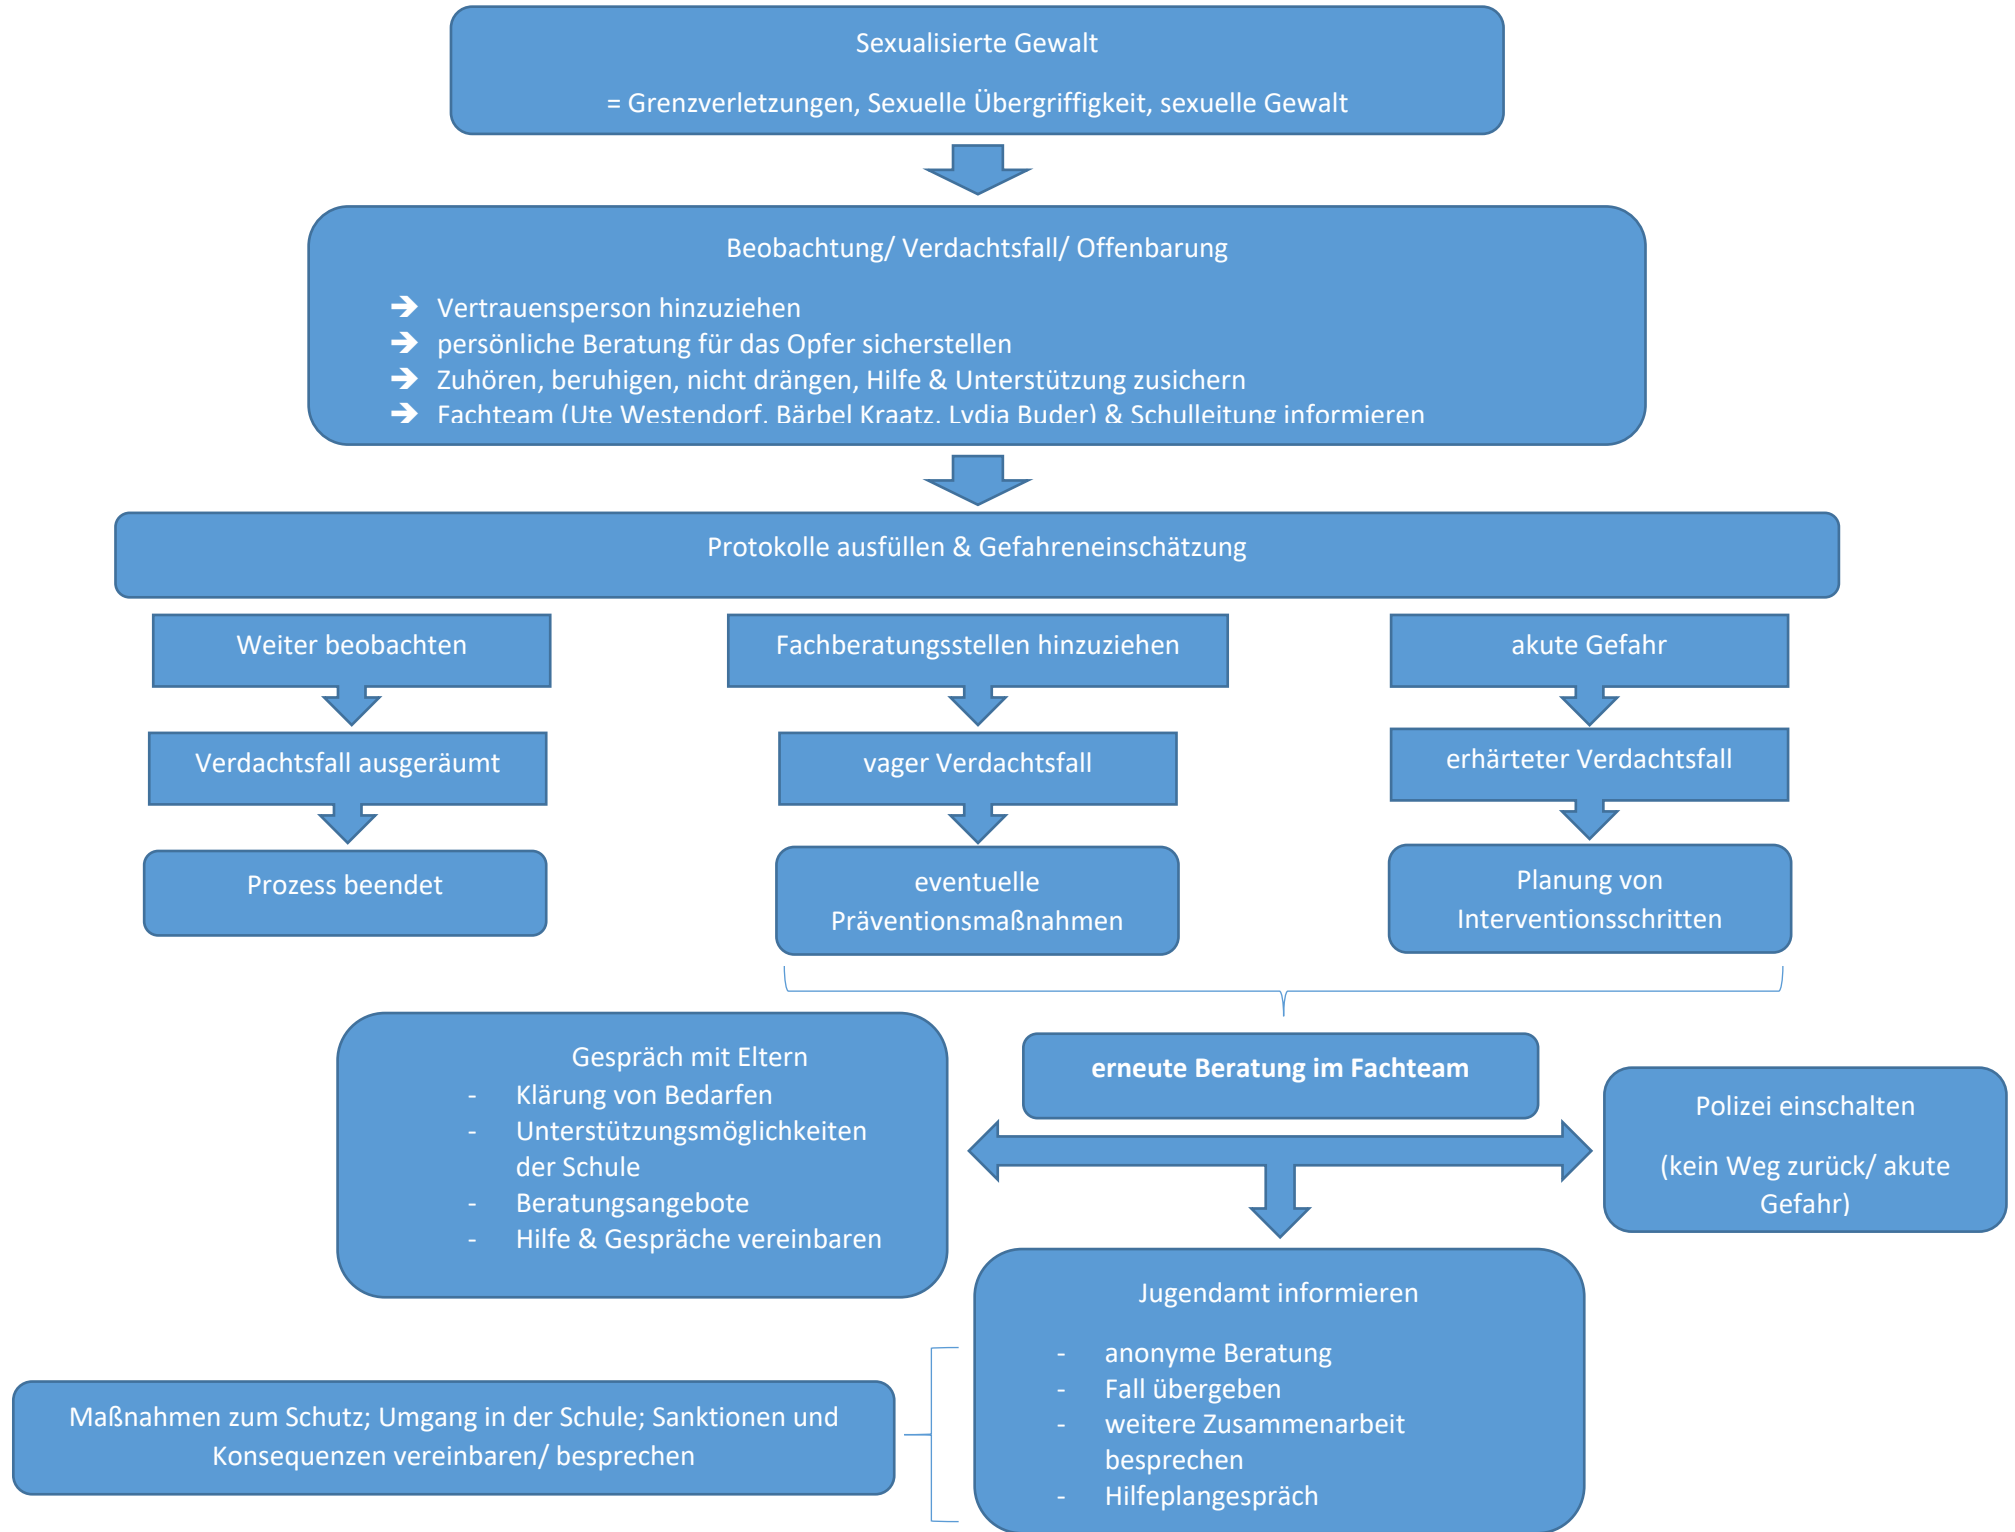 Sexualisierte Gewalt
= Grenzverletzungen, Sexuelle Übergriffigkeit, sexuelle Gewalt
Beobachtung/ Verdachtsfall/ Offenbarung
➔ Vertrauensperson hinzuziehen
➔ persönliche Beratung für das Opfer sicherstellen
➔ Zuhören, beruhigen, nicht drängen, Hilfe & Unterstützung zusichern
➔ Fachteam (Ute Westendorf, Bärbel Kraatz, Lydia Buder) & Schulleitung informieren
Protokolle ausfüllen & Gefahreneinschätzung
Weiter beobachten
Verdachtsfall ausgeräumt
Prozess beendet
Fachberatungsstellen hinzuziehen
vager Verdachtsfall
eventuelle
Präventionsmaßnahmen
akute Gefahr
erhärteter Verdachtsfall
Planung von
Interventionsschritten
erneute Beratung im Fachteam
Gespräch mit Eltern
- Klärung von Bedarfen
- Unterstützungsmöglichkeiten
der Schule
- Beratungsangebote
- Hilfe & Gespräche vereinbaren
Polizei einschalten
(kein Weg zurück/ akute
Gefahr)
Jugendamt informieren
- anonyme Beratung
- Fall übergeben
- weitere Zusammenarbeit
besprechen
- Hilfeplangespräch
Maßnahmen zum Schutz; Umgang in der Schule; Sanktionen und
Konsequenzen vereinbaren/ besprechen